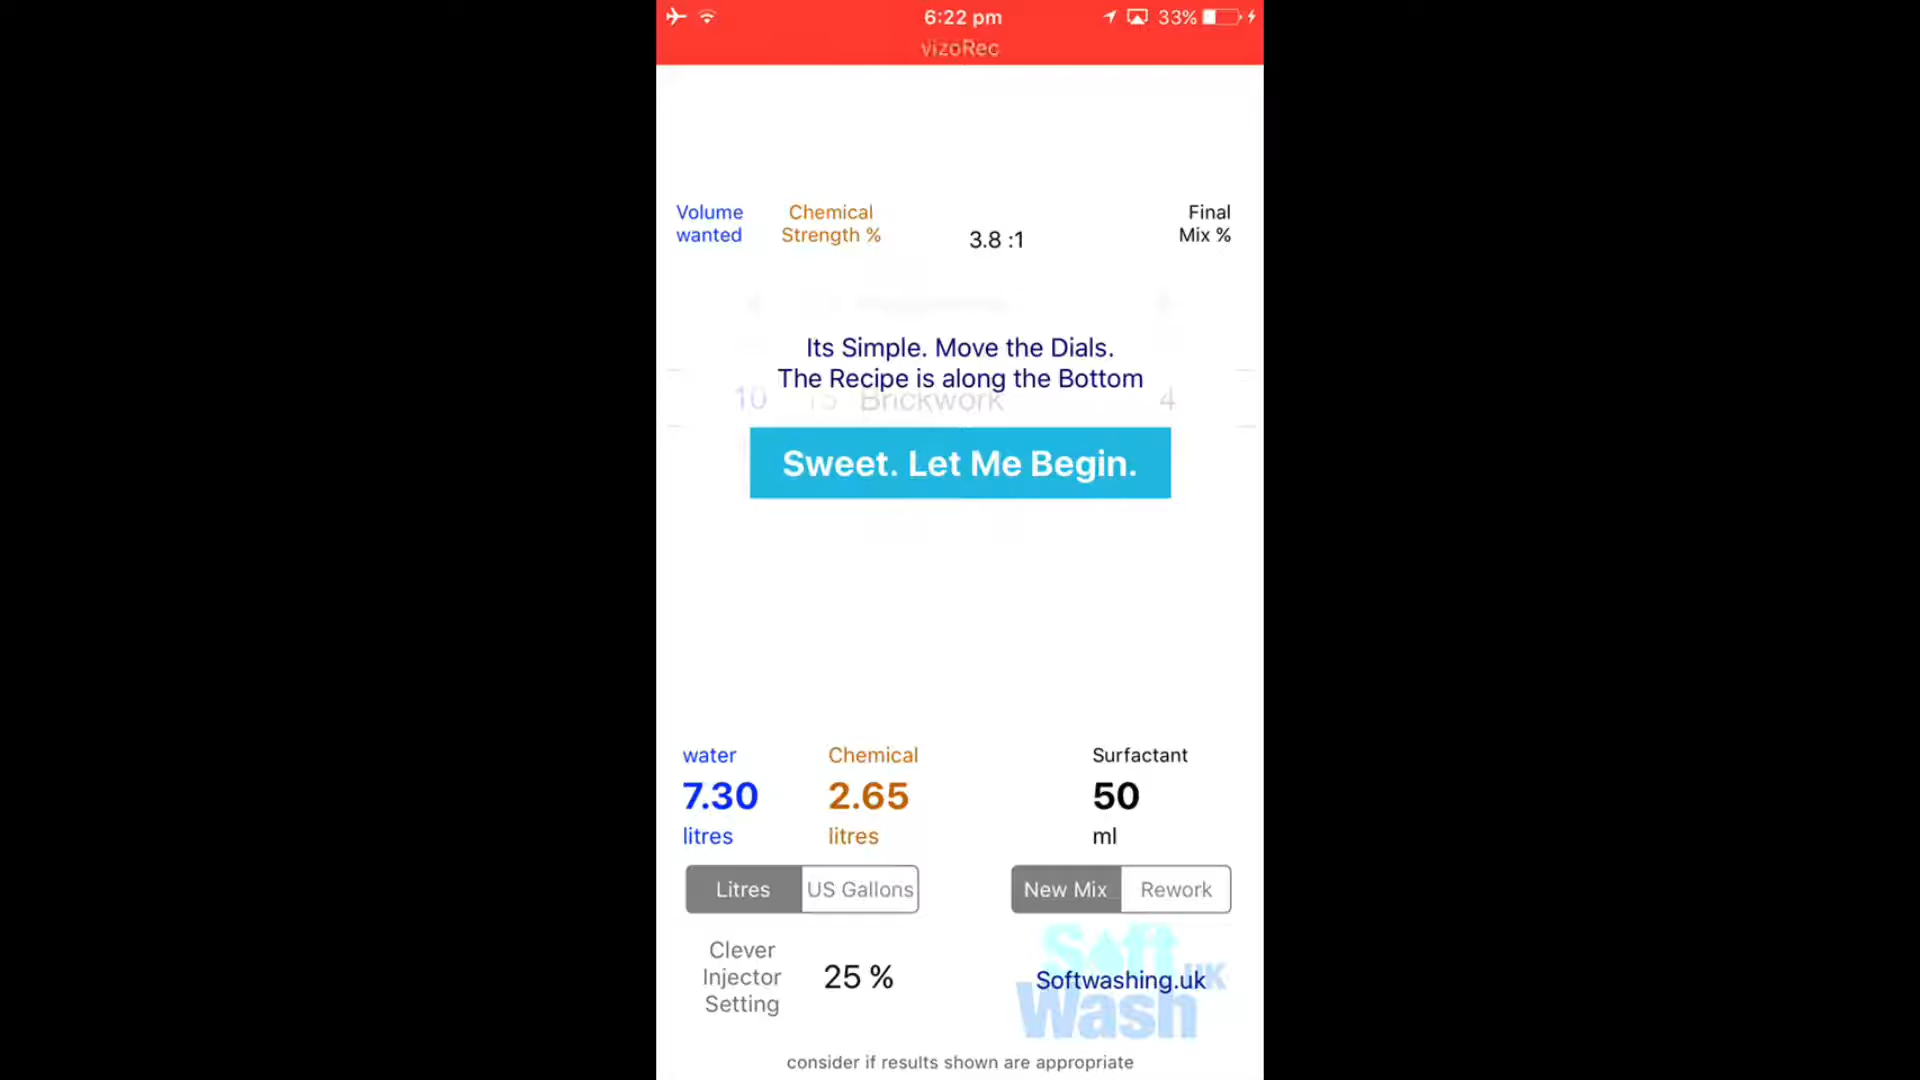 6:22 pm
33%
vizoRec
Volume wanted
Chemical Strength %
3.8 :1
Final Mix %
Its Simple. Move the Dials.
The Recipe is along the Bottom
10 15 Brickwork 4
Sweet. Let Me Begin.
water
Chemical
Surfactant
7.30
2.65
50
litres
litres
ml
Litres
US Gallons
New Mix
Rework
Clever
Injector
Setting
25 %
Soft
UK
Wash
Softwashing.uk
consider if results shown are appropriate